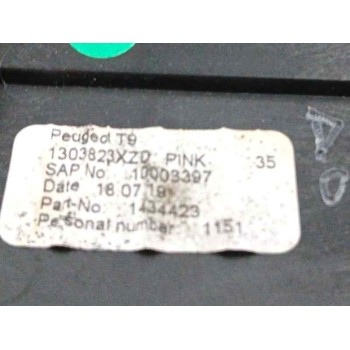 Peugeot T9
1303823XZD PINK 35
SAP No. 10003397
Date 18.07.19
Part-No. 1434423
Personal number 1151